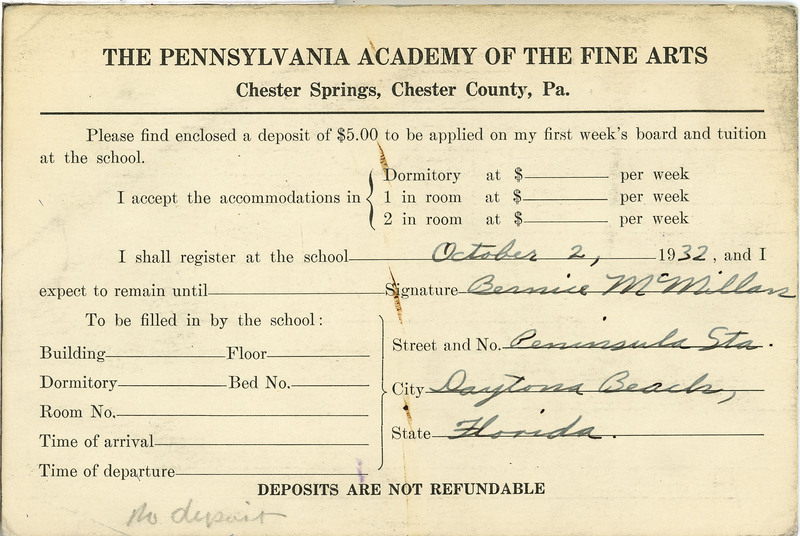 THE PENNSYLVANIA ACADEMY OF THE FINE ARTS
Chester Springs, Chester County, Pa.
Please find enclosed a deposit of $5.00 to be applied on my first week's board and tuition
at the school.
I accept the accommodations in
Dormitory at $ per week
1 in room at $ per week
2 in room at $ per week
I shall register at the school October 2, 1932, and I
expect to remain until Signature Bernice McMillan
To be filled in by the school:
Building Floor
Dormitory Bed No.
Room No.
Time of arrival
Time of departure
Street and No. Peninsula Sta.
City Daytona Beach,
State Florida.
DEPOSITS ARE NOT REFUNDABLE
No deposit